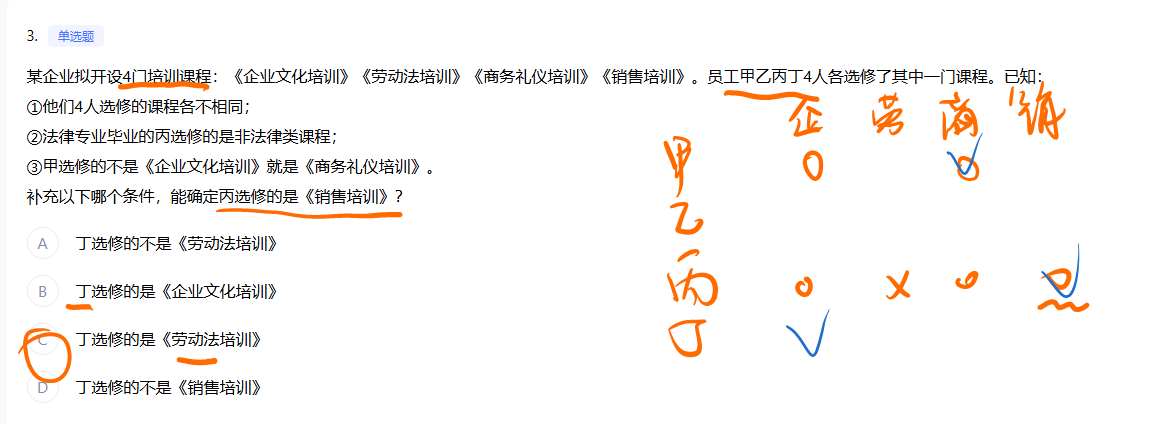 3. 单选题
某企业拟开设4门培训课程：《企业文化培训》《劳动法培训》《商务礼仪培训》《销售培训》。员工甲乙丙丁4人各选修了其中一门课程。已知：
①他们4人选修的课程各不相同；
②法律专业毕业的丙选修的是非法律类课程；
③甲选修的不是《企业文化培训》就是《商务礼仪培训》。
补充以下哪个条件，能确定丙选修的是《销售培训》？
A 丁选修的不是《劳动法培训》
B 丁选修的是《企业文化培训》
C 丁选修的是《劳动法培训》
D 丁选修的不是《销售培训》
企 劳 商 销
甲
乙
丙
丁